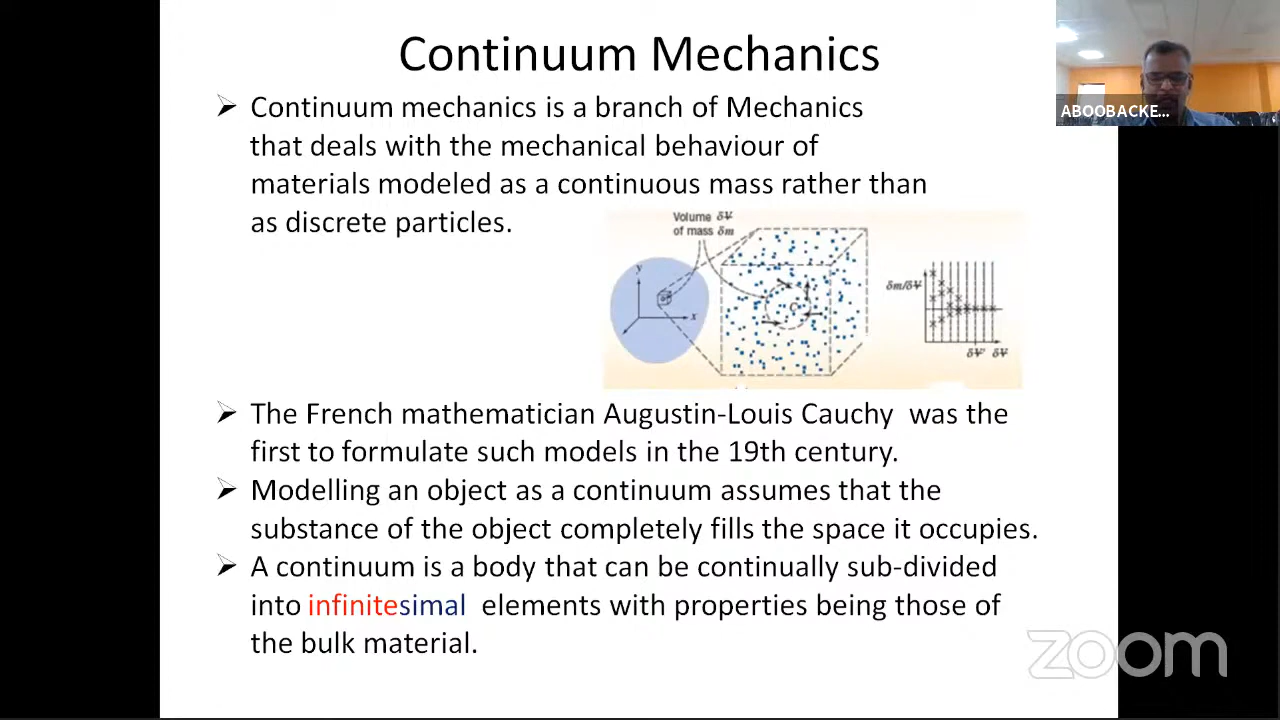 Continuum Mechanics
➢ Continuum mechanics is a branch of Mechanics
that deals with the mechanical behaviour of
materials modeled as a continuous mass rather than
as discrete particles.
Volume δV
of mass δm
y
x
C
δm/δV
δV' δV
➢ The French mathematician Augustin-Louis Cauchy was the
first to formulate such models in the 19th century.
➢ Modelling an object as a continuum assumes that the
substance of the object completely fills the space it occupies.
➢ A continuum is a body that can be continually sub-divided
into infinitesimal elements with properties being those of
the bulk material.
ABOOBACKE...
zoom